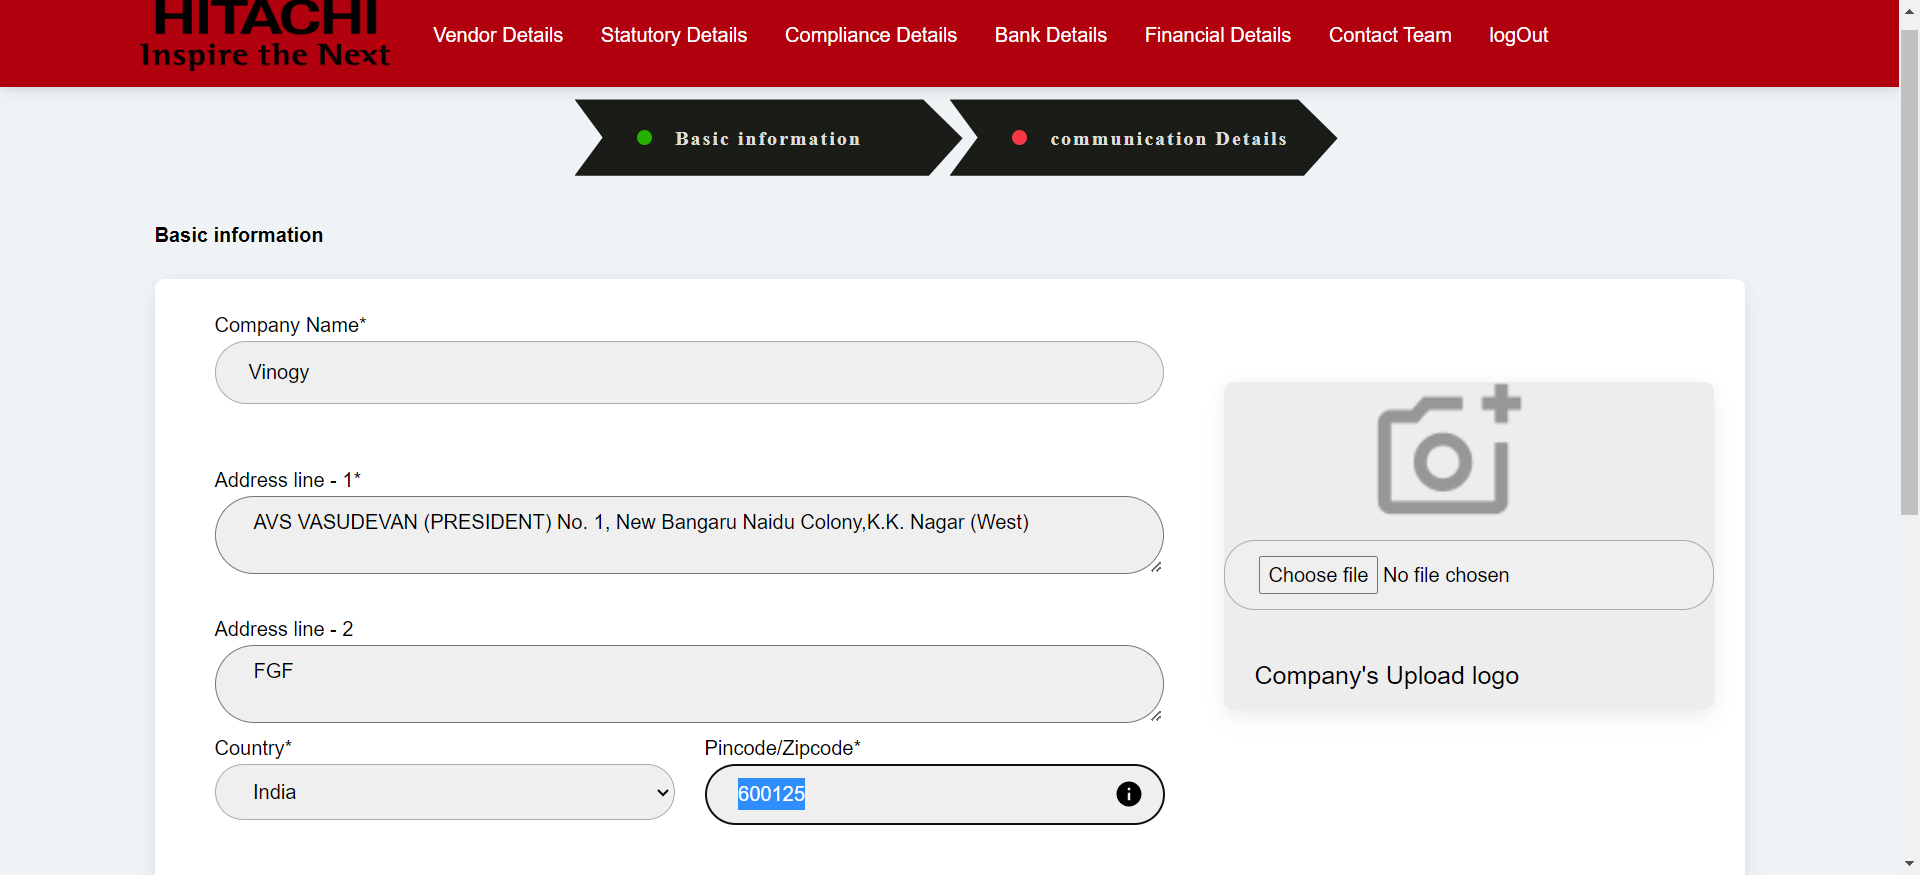 HITACHI
Inspire the Next
Vendor Details Statutory Details Compliance Details Bank Details Financial Details Contact Team logOut
Basic information communication Details
Basic information
Company Name*
Vinogy
Address line - 1*
AVS VASUDEVAN (PRESIDENT) No. 1, New Bangaru Naidu Colony,K.K. Nagar (West)
Choose file No file chosen
Address line - 2
FGF
Company's Upload logo
Country* Pincode/Zipcode*
India 600125